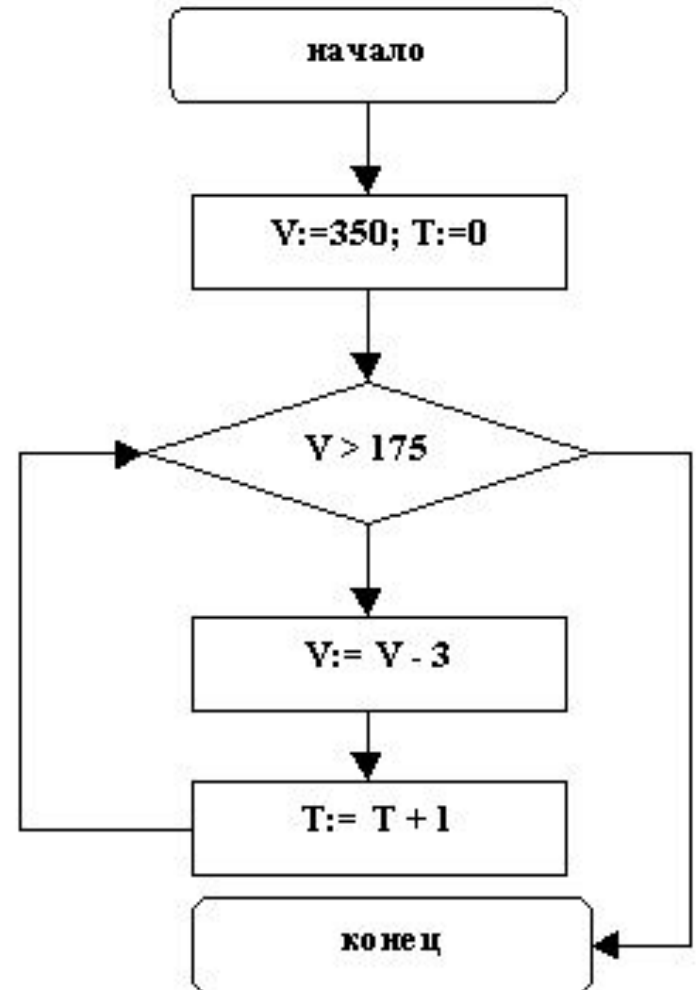 начало
V:=350; T:=0
V > 175
V:= V - 3
T:= T + 1
конец